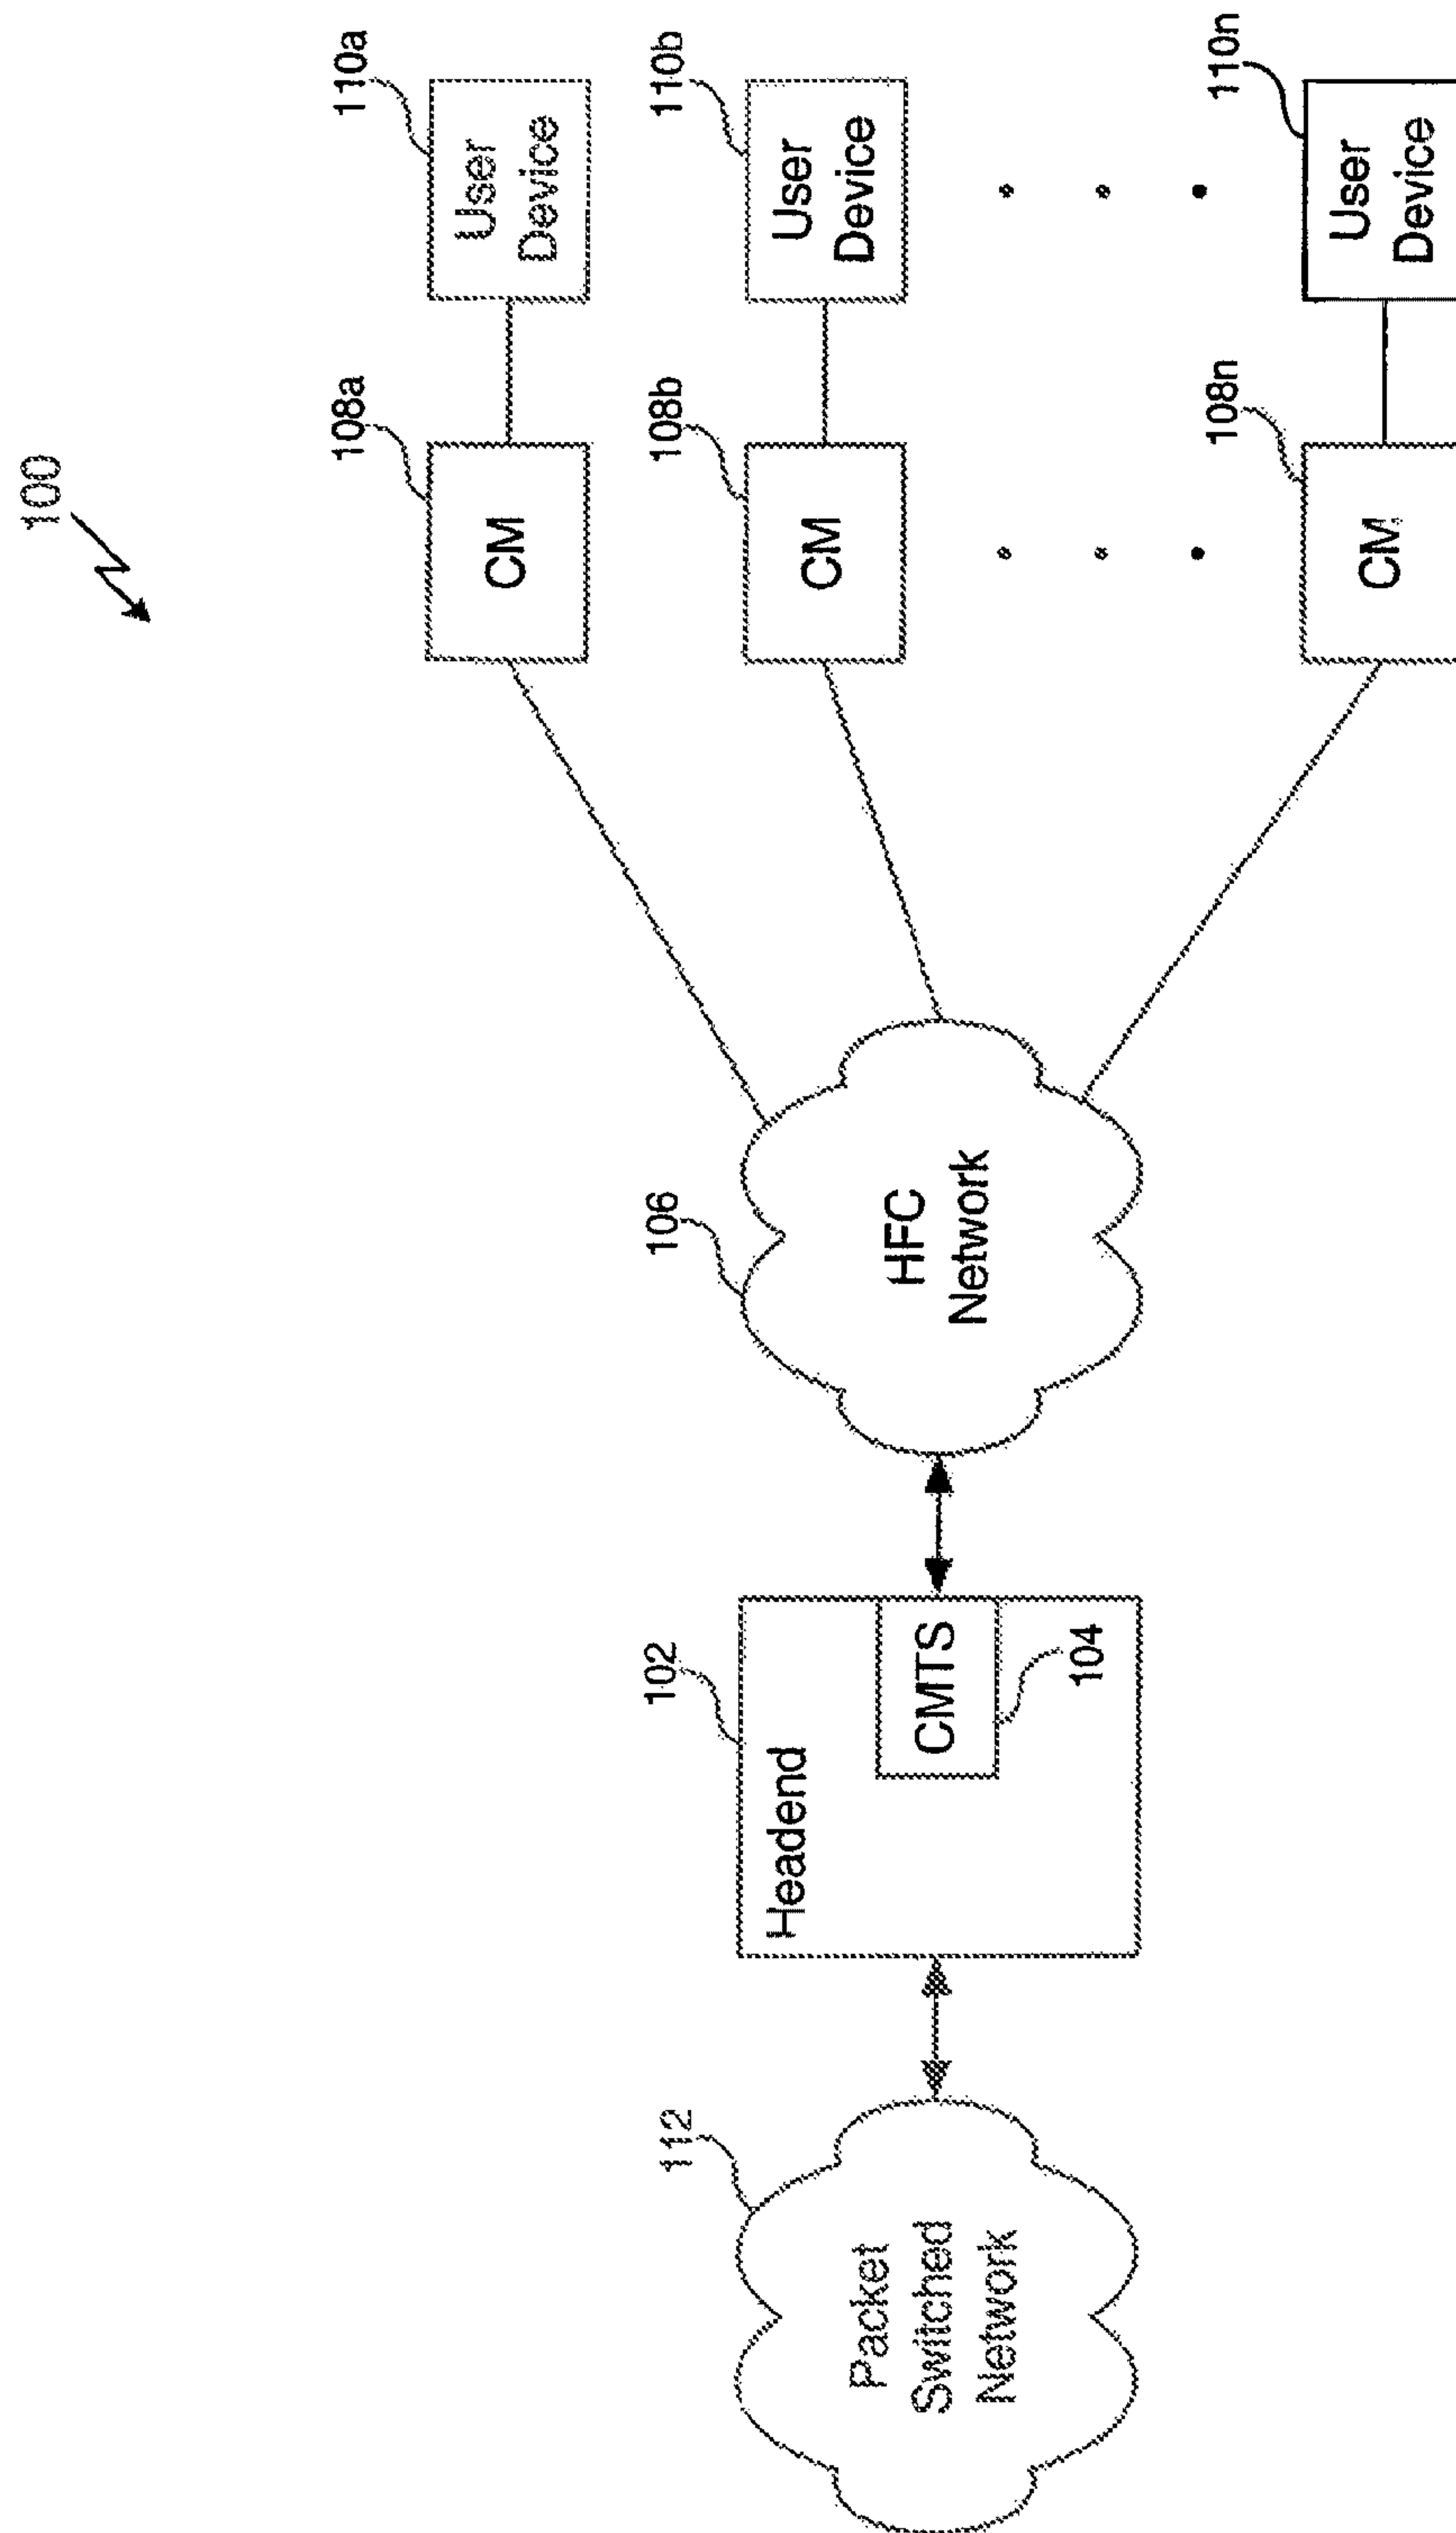 100
110a
User
Device
110b
User
Device
110n
User
Device
108a
CM
108b
CM
108n
CM
106
HFC
Network
102
Headend
CMTS
104
112
Packet
Switched
Network